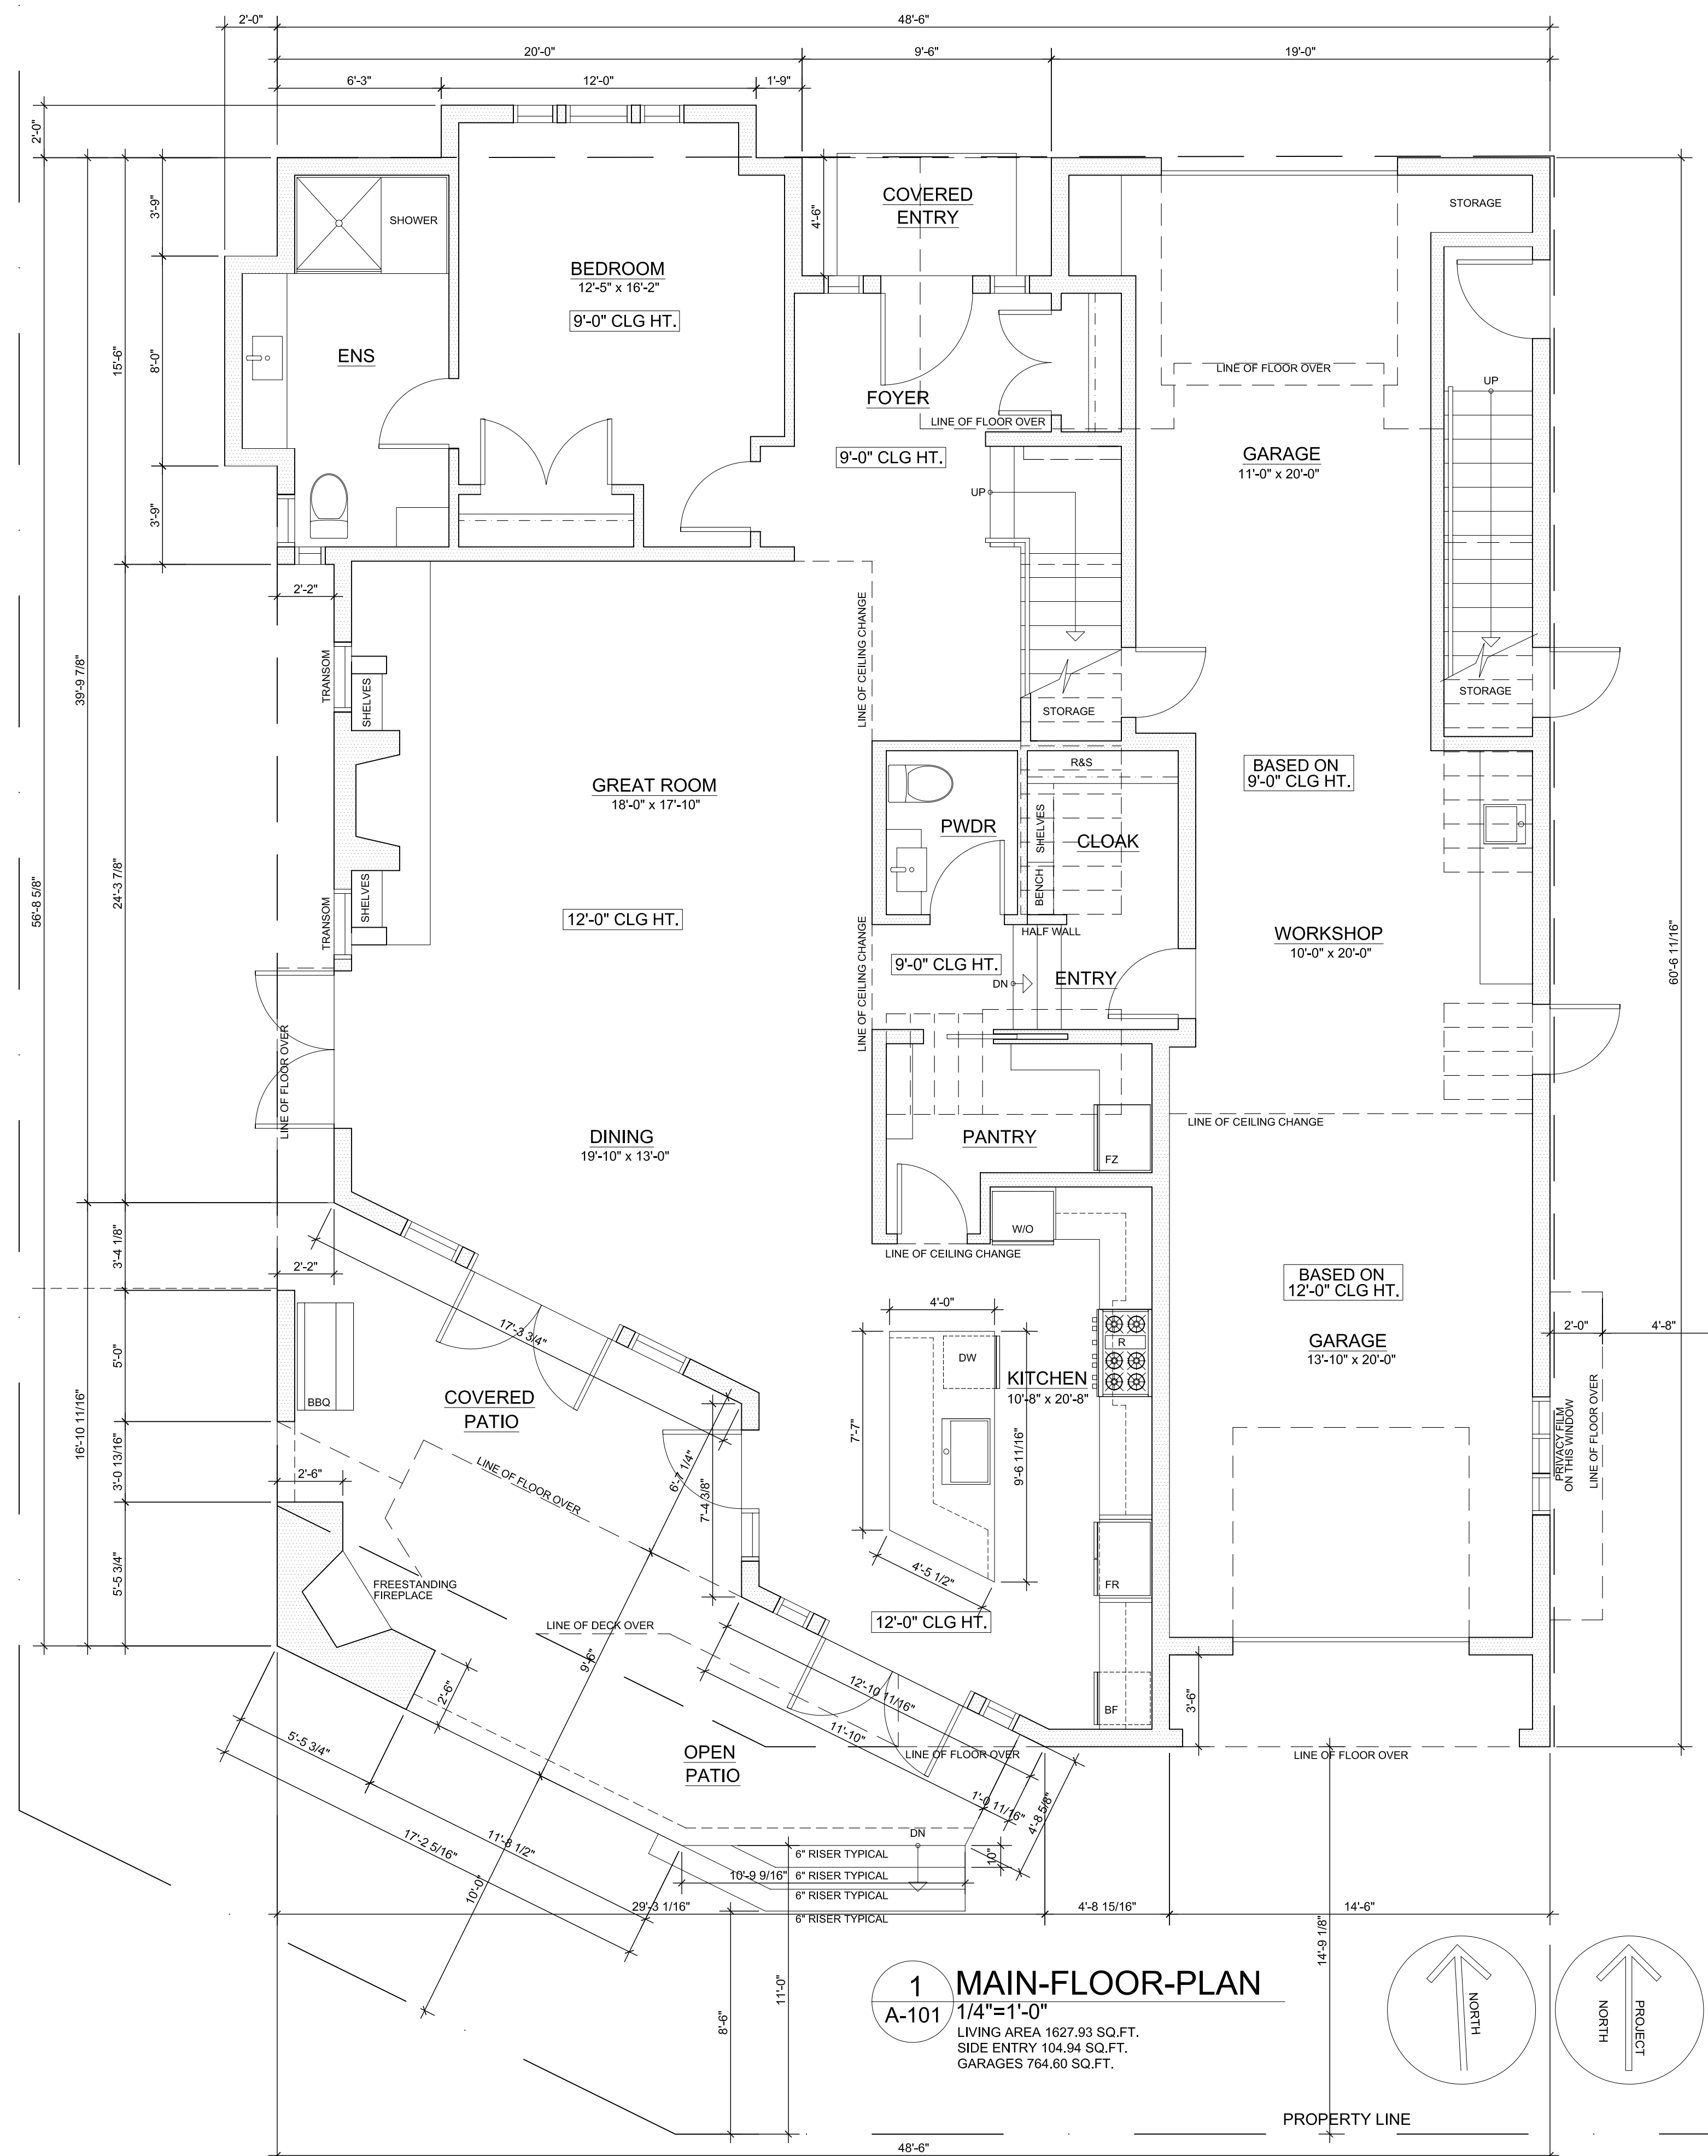 2'-0"
48'-6"
20'-0"
9'-6"
19'-0"
6'-3"
12'-0"
1'-9"
2'-0"
3'-9"
4'-6"
COVERED
ENTRY
STORAGE
SHOWER
BEDROOM
12'-5" x 16'-2"
9'-0" CLG HT.
15'-6"
8'-0"
ENS
LINE OF FLOOR OVER
UP
FOYER
LINE OF FLOOR OVER
9'-0" CLG HT.
GARAGE
11'-0" x 20'-0"
UP
3'-9"
2'-2"
39'-9 7/8"
TRANSOM
SHELVES
LINE OF CEILING CHANGE
STORAGE
STORAGE
GREAT ROOM
18'-0" x 17'-10"
R&S
BASED ON
9'-0" CLG HT.
PWDR
SHELVES
CLOAK
BENCH
56'-8 5/8"
24'-3 7/8"
TRANSOM
SHELVES
12'-0" CLG HT.
HALF WALL
WORKSHOP
10'-0" x 20'-0"
60'-6 11/16"
LINE OF CEILING CHANGE
9'-0" CLG HT.
DN
ENTRY
LINE OF FLOOR OVER
DINING
19'-10" x 13'-0"
PANTRY
FZ
LINE OF CEILING CHANGE
W/O
LINE OF CEILING CHANGE
3'-4 1/8"
2'-2"
17'-3 3/4"
4'-0"
BASED ON
12'-0" CLG HT.
GARAGE
13'-10" x 20'-0"
2'-0"
4'-8"
5'-0"
BBQ
COVERED
PATIO
DW
R
KITCHEN
10'-8" x 20'-8"
16'-10 11/16"
7'-7"
9'-6 11/16"
PRIVACY FILM
ON THIS WINDOW
LINE OF FLOOR OVER
3'-0 13/16"
2'-6"
LINE OF FLOOR OVER
6'-7 1/4"
7'-4 3/8"
5'-5 3/4"
FREESTANDING
FIREPLACE
4'-5 1/2"
FR
12'-0" CLG HT.
LINE OF DECK OVER
9'-6"
2'-6"
12'-10 11/16"
11'-10"
BF
3'-6"
5'-5 3/4"
OPEN
PATIO
LINE OF FLOOR OVER
LINE OF FLOOR OVER
1'-0 11/16"
4'-8 5/8"
17'-2 5/16"
11'-8 1/2"
DN
6" RISER TYPICAL
10"
10'-9 9/16"
6" RISER TYPICAL
6" RISER TYPICAL
6" RISER TYPICAL
10'-0"
29'-3 1/16"
4'-8 15/16"
14'-6"
14'-9 1/8"
11'-0"
8'-6"
1
A-101
MAIN-FLOOR-PLAN
1/4"=1'-0"
LIVING AREA 1627.93 SQ.FT.
SIDE ENTRY 104.94 SQ.FT.
GARAGES 764.60 SQ.FT.
NORTH
PROJECT
NORTH
PROPERTY LINE
48'-6"